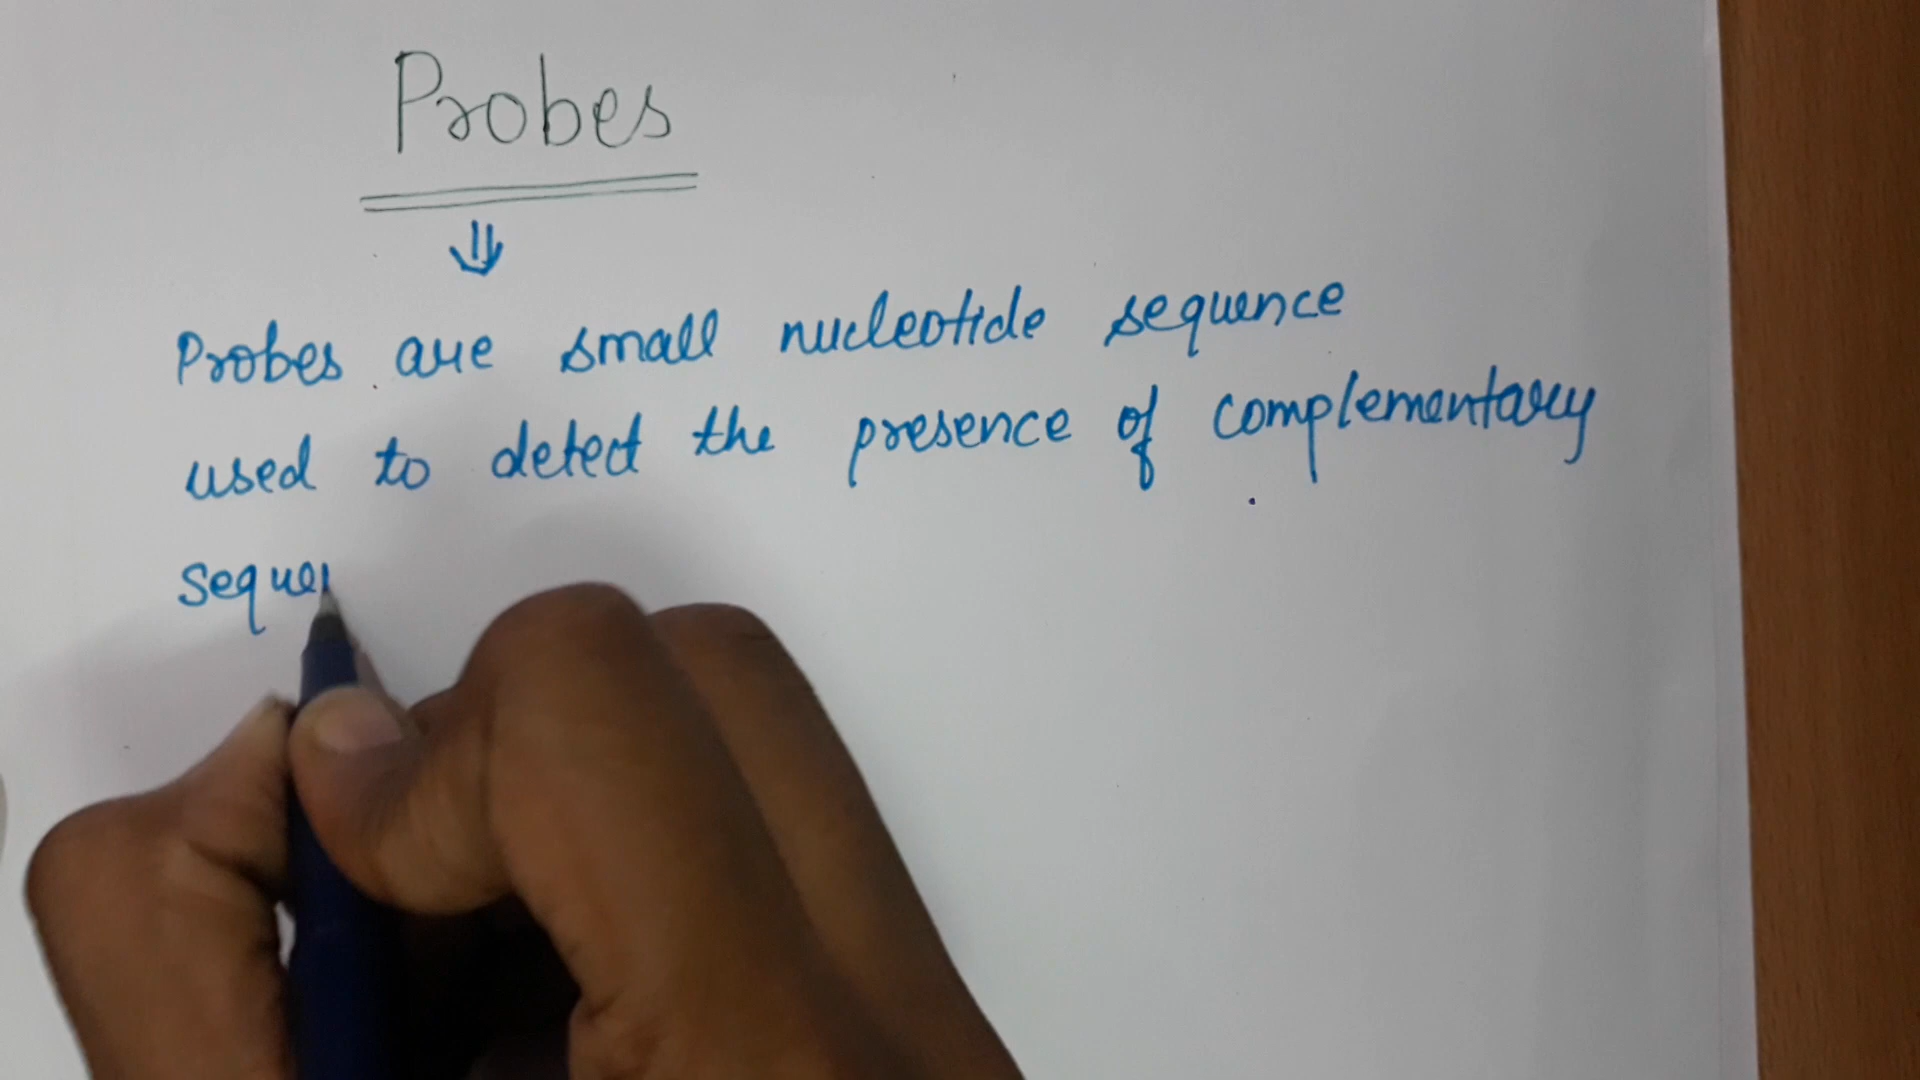 Probes
Probes are small nucleotide sequence
used to detect the presence of complementary
seque